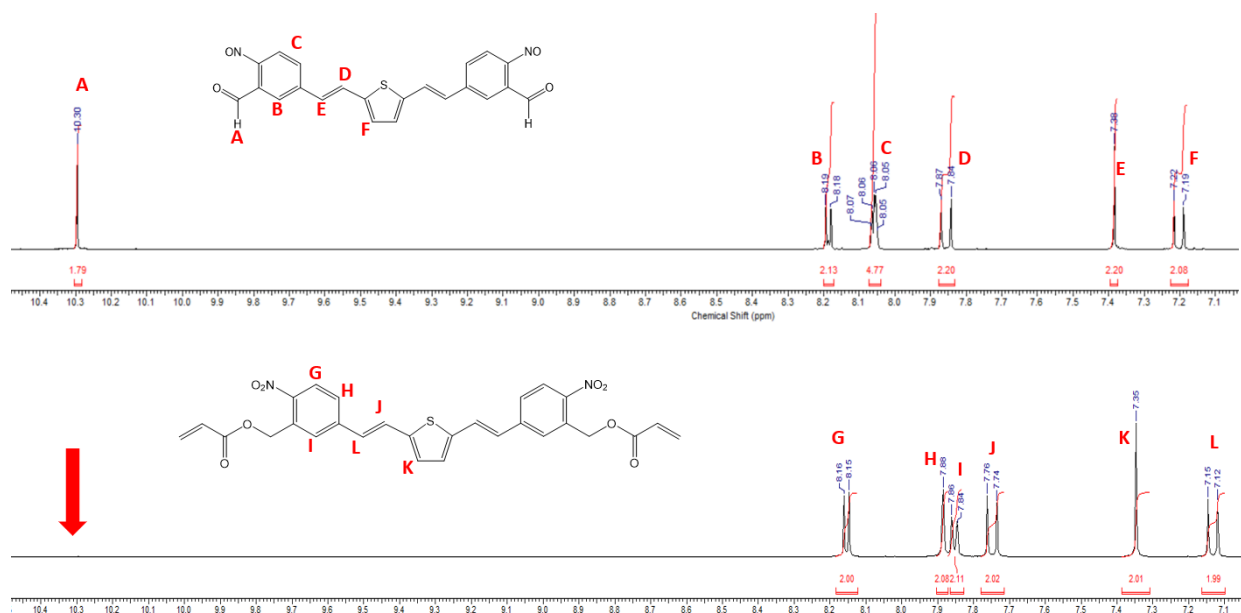 A
10.30
ON
C
D
S
NO
O
H
A
B
E
F
O
H
B
8.19
8.18
C
8.07
8.06
8.06
8.05
8.05
D
7.87
7.84
E
7.38
F
7.22
7.19
1.79
2.13
4.77
2.20
2.20
2.08
10.4 10.3 10.2 10.1 10.0 9.9 9.8 9.7 9.6 9.5 9.4 9.3 9.2 9.1 9.0 8.9 8.8 8.7 8.6 8.5 8.4 8.3 8.2 8.1 8.0 7.9 7.8 7.7 7.6 7.5 7.4 7.3 7.2 7.1
Chemical Shift (ppm)
O₂N
G
H
J
S
NO₂
O
O
I
L
K
O
O
G
8.16
8.15
H
7.88
I
7.86
7.84
J
7.76
7.74
K
7.35
L
7.15
7.12
2.00
2.08
2.11
2.02
2.01
1.99
10.4 10.3 10.2 10.1 10.0 9.9 9.8 9.7 9.6 9.5 9.4 9.3 9.2 9.1 9.0 8.9 8.8 8.7 8.6 8.5 8.4 8.3 8.2 8.1 8.0 7.9 7.8 7.7 7.6 7.5 7.4 7.3 7.2 7.1